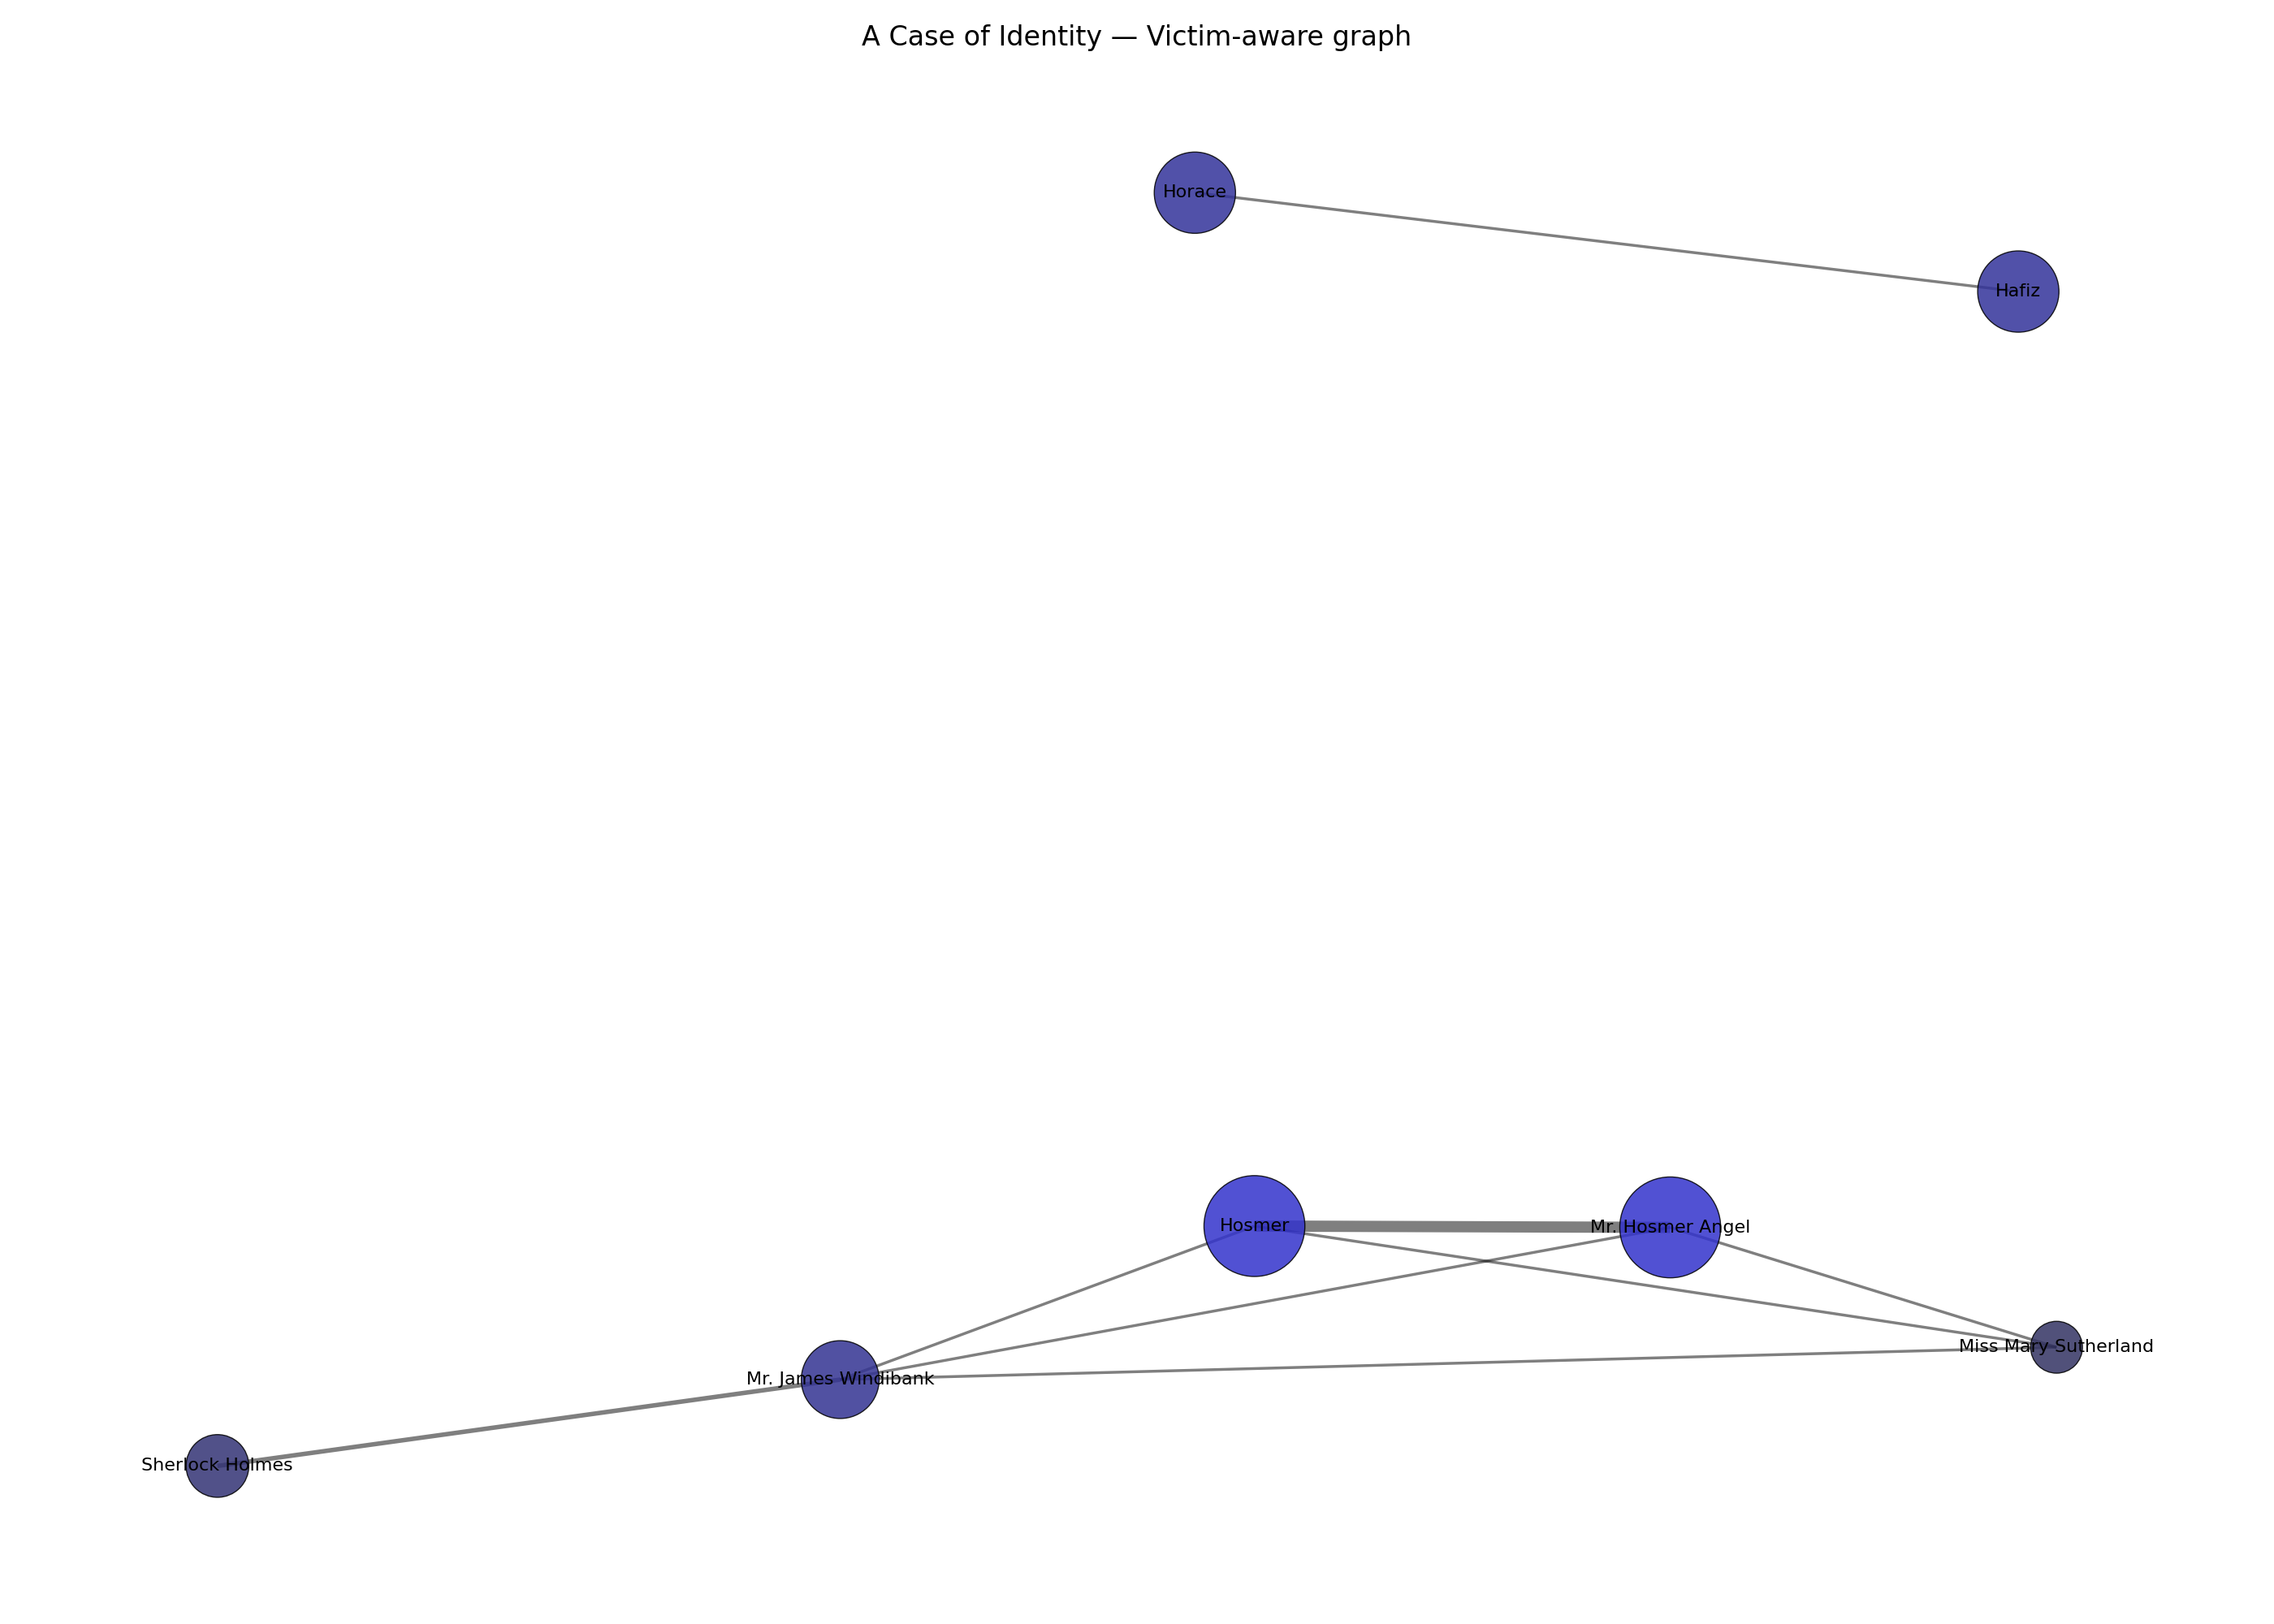 A Case of Identity — Victim-aware graph
Horace
Hafiz
Hosmer
Mr. Hosmer Angel
Miss Mary Sutherland
Mr. James Windibank
Sherlock Holmes